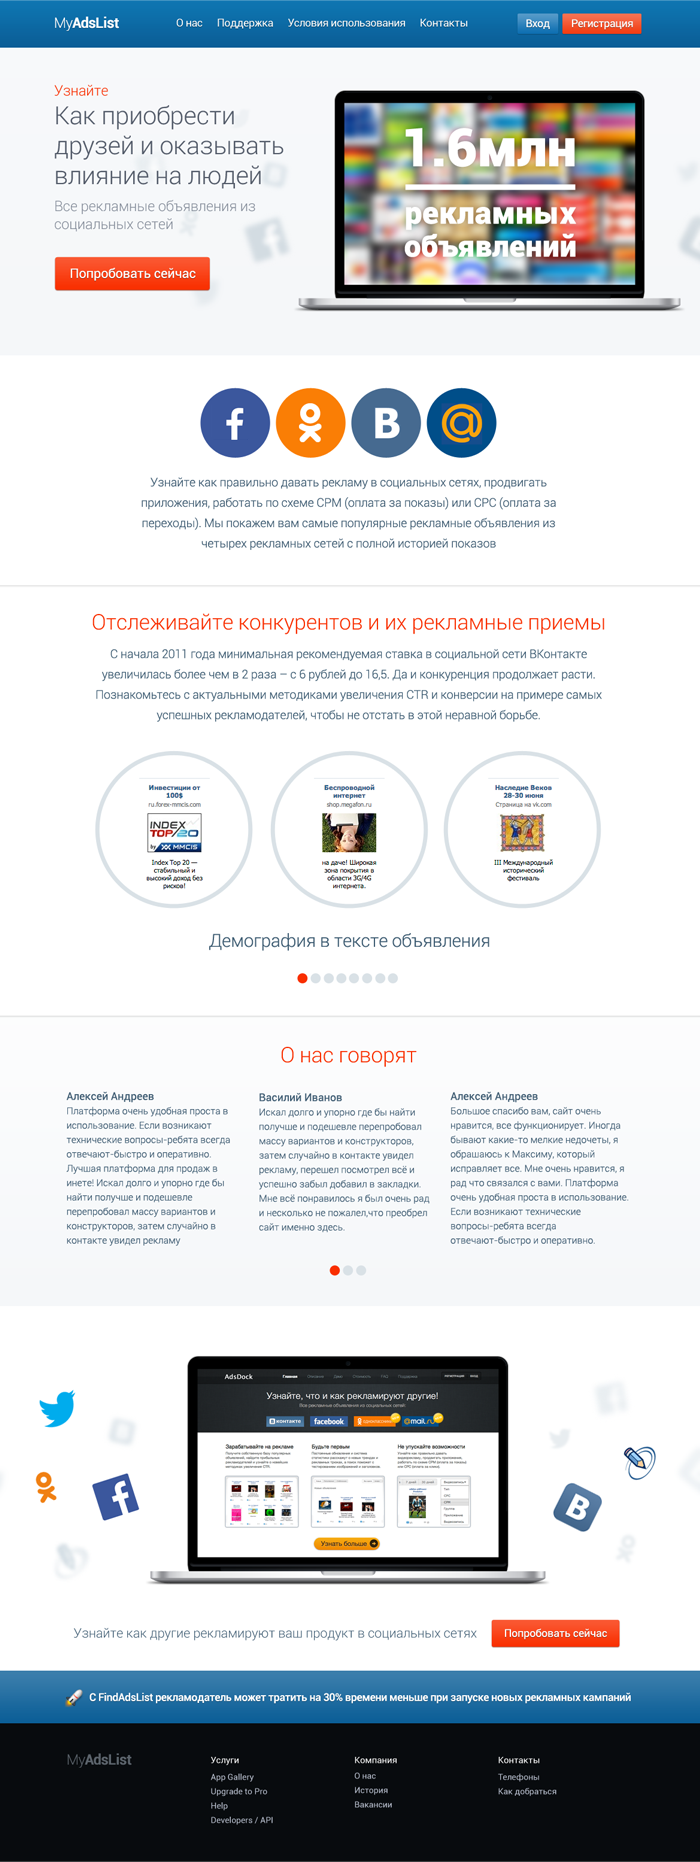 MyAdsList
О нас Поддержка Условия использования Контакты
Вход Регистрация
Узнайте
Как приобрести
друзей и оказывать
влияние на людей
Все рекламные объявления из
социальных сетей
Попробовать сейчас
1.6млн
рекламных
объявлений
Узнайте как правильно давать рекламу в социальных сетях, продвигать
приложения, работать по схеме CPM (оплата за показы) или CPC (оплата за
переходы). Мы покажем вам самые популярные рекламные объявления из
четырех рекламных сетей с полной историей показов
Отслеживайте конкурентов и их рекламные приемы
С начала 2011 года минимальная рекомендуемая ставка в социальной сети ВКонтакте
увеличилась более чем в 2 раза – с 6 рублей до 16,5. Да и конкуренция продолжает расти.
Познакомьтесь с актуальными методиками увеличения CTR и конверсии на примере самых
успешных рекламодателей, чтобы не отстать в этой неравной борьбе.
Инвестиции от
100$
ru.forex-mmcis.com
INDEX
TOP/20
by MMCIS
Index Top 20 —
стабильный и
высокий доход без
рисков!
Беспроводной
интернет
shop.megafon.ru
на даче! Широкая
зона покрытия в
области 3G/4G
интернета.
Наследие Веков
28-30 июня
Страница на vk.com
III Международный
исторический
фестиваль
Демография в тексте объявления
О нас говорят
Алексей Андреев
Платформа очень удобная проста в
использование. Если возникают
технические вопросы-ребята всегда
отвечают-быстро и оперативно.
Лучшая платформа для продаж в
инете! Искал долго и упорно где бы
найти получше и подешевле
перепробовал массу вариантов и
конструкторов, затем случайно в
контакте увидел рекламу
Василий Иванов
Искал долго и упорно где бы найти
получше и подешевле перепробовал
массу вариантов и конструкторов,
затем случайно в контакте увидел
рекламу, перешел посмотрел всё и
успешно забыл добавил в закладки.
Мне всё понравилось я был очень рад
и несколько не пожалел,что преобрел
сайт именно здесь.
Алексей Андреев
Большое спасибо вам, сайт очень
нравится, все функционирует. Иногда
бывают какие-то мелкие недочеты, я
обращаюсь к Максиму, который
исправляет все. Мне очень нравится, я
рад что связался с вами. Платформа
очень удобная проста в использование.
Если возникают технические
вопросы-ребята всегда
отвечают-быстро и оперативно.
AdsDock
Главная
Узнайте, что и как рекламируют другие!
Все рекламные объявления из социальных сетей!
контакте facebook одноклассники @mail.ru
Зарабатывайте на рекламе Будьте первым Не упускайте возможности
Узнать больше
Узнайте как другие рекламируют ваш продукт в социальных сетях
Попробовать сейчас
С FindAdsList рекламодатель может тратить на 30% времени меньше при запуске новых рекламных кампаний
MyAdsList
Услуги
App Gallery
Upgrade to Pro
Help
Developers / API
Компания
О нас
История
Вакансии
Контакты
Телефоны
Как добраться